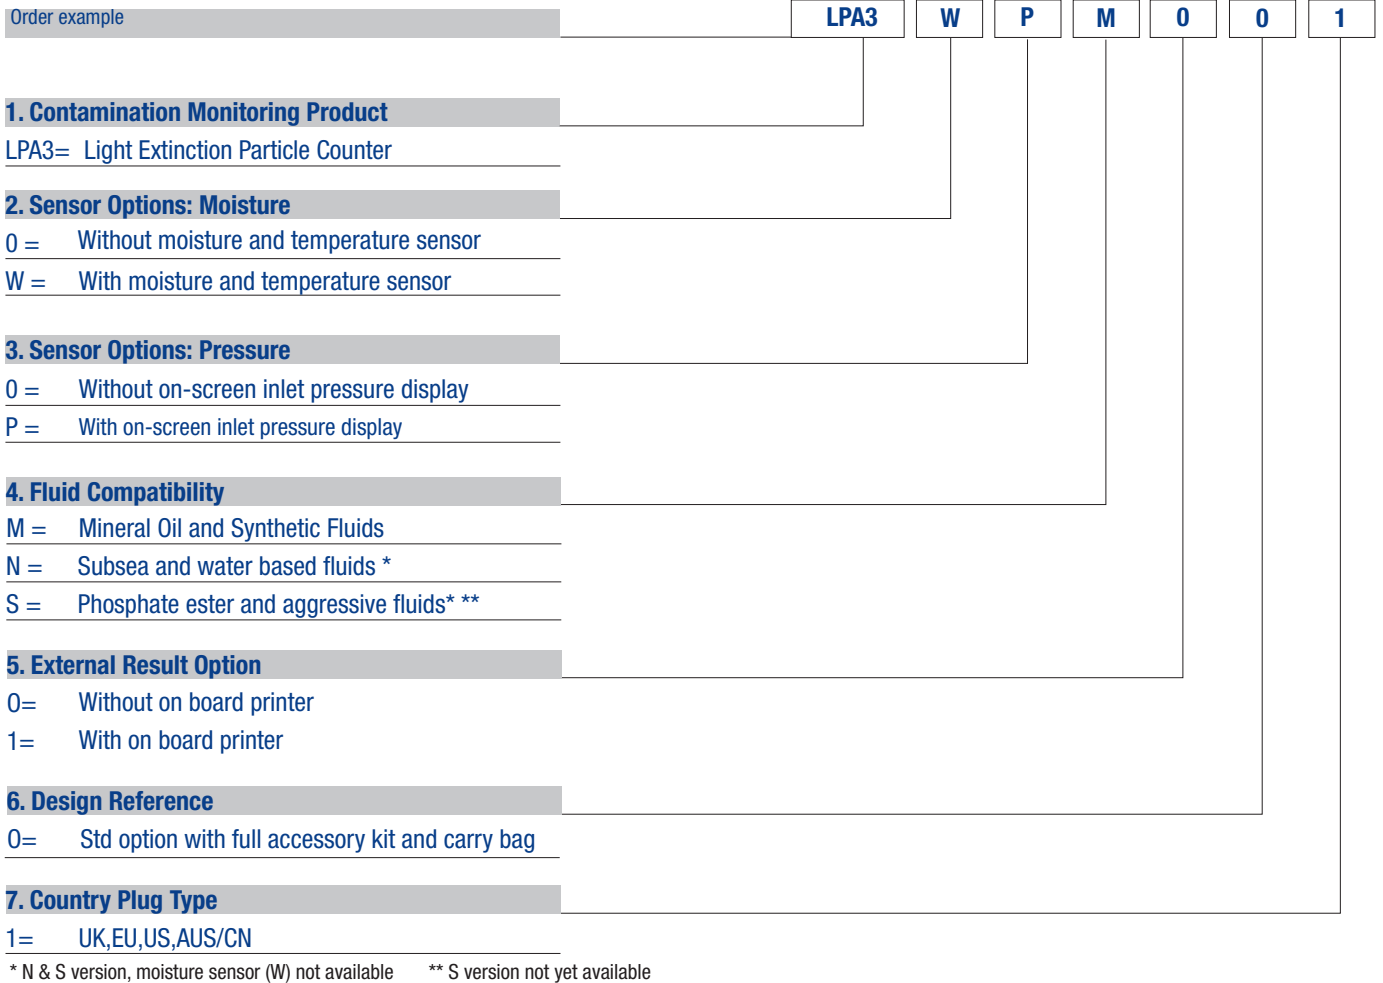 Order example LPA3 W P M 0 0 1
1. Contamination Monitoring Product
LPA3= Light Extinction Particle Counter
2. Sensor Options: Moisture
0 = Without moisture and temperature sensor
W = With moisture and temperature sensor
3. Sensor Options: Pressure
0 = Without on-screen inlet pressure display
P = With on-screen inlet pressure display
4. Fluid Compatibility
M = Mineral Oil and Synthetic Fluids
N = Subsea and water based fluids *
S = Phosphate ester and aggressive fluids* **
5. External Result Option
0= Without on board printer
1= With on board printer
6. Design Reference
0= Std option with full accessory kit and carry bag
7. Country Plug Type
1= UK,EU,US,AUS/CN
* N & S version, moisture sensor (W) not available ** S version not yet available